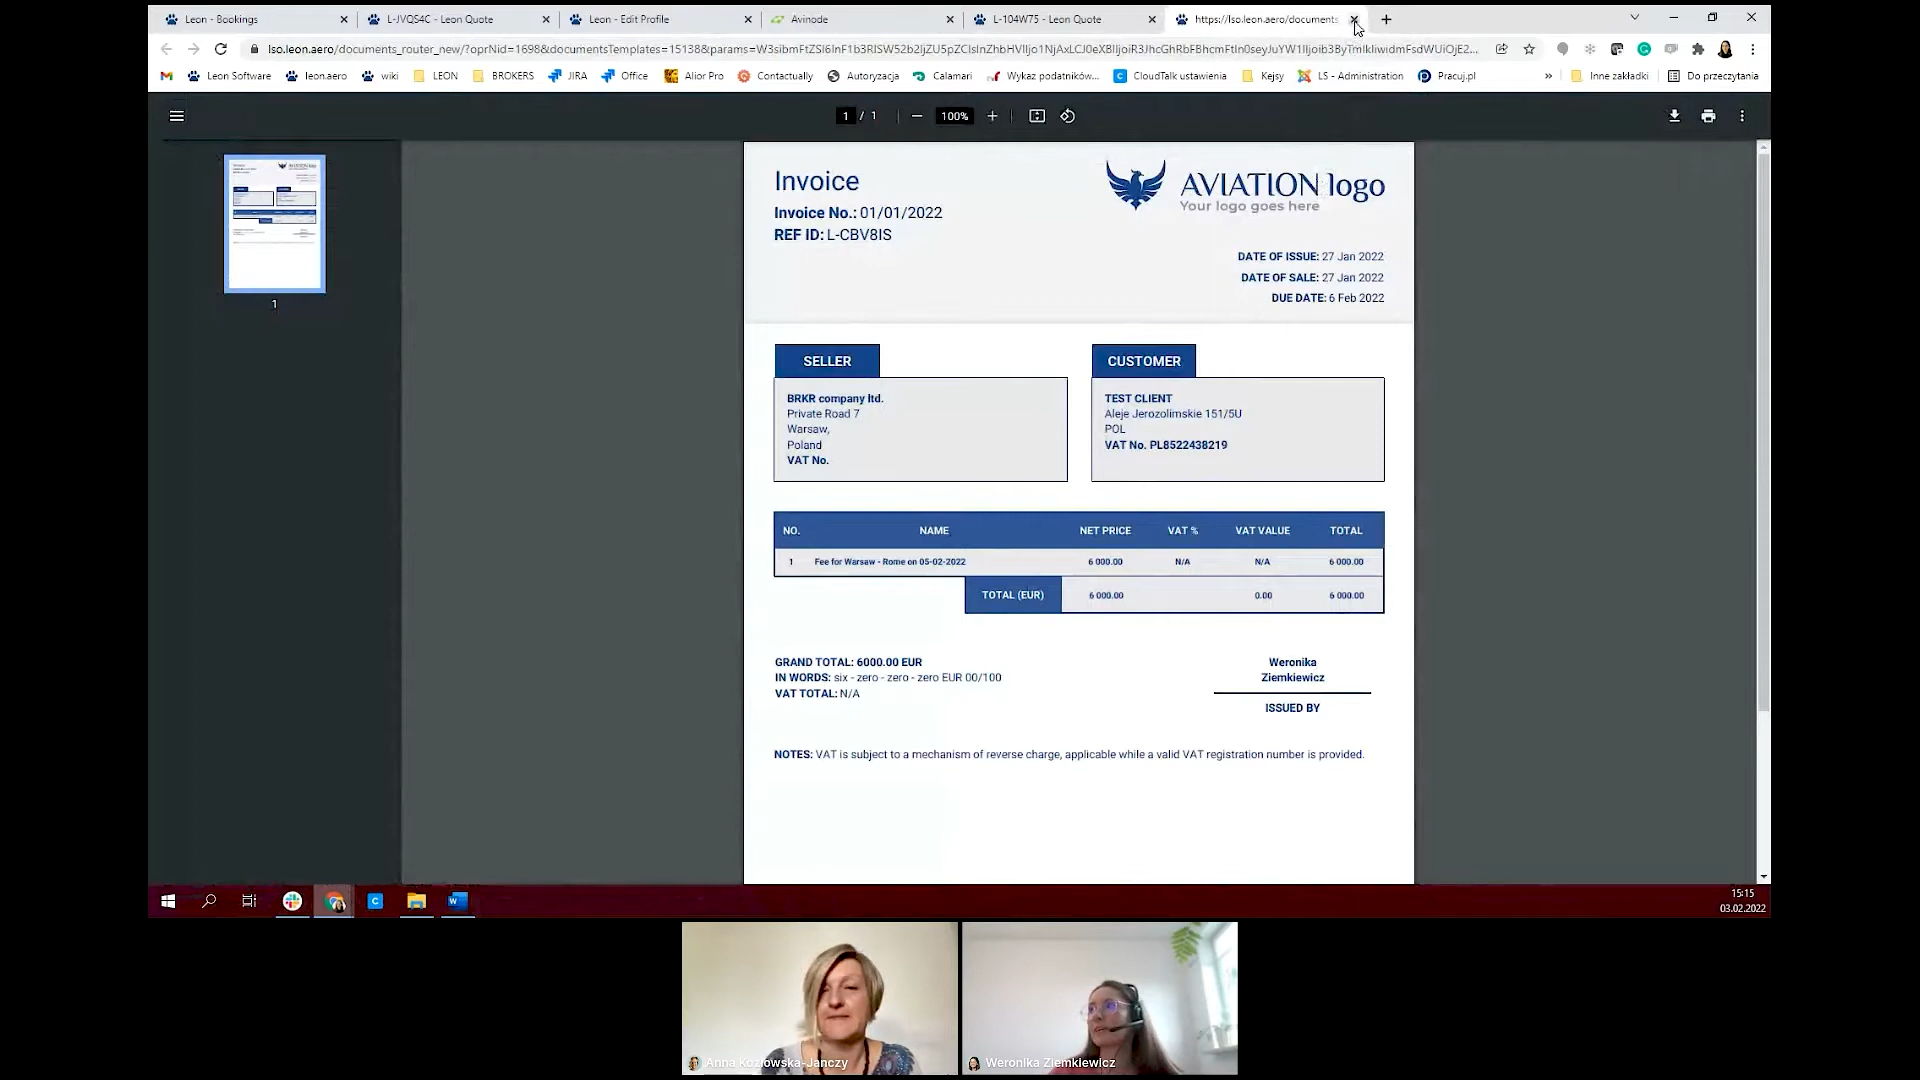 Leon - Bookings
L-JVQS4C - Leon Quote
Leon - Edit Profile
Avinode
L-104W75 - Leon Quote
https://lso.leon.aero/documents
Leon Software
leon.aero
wiki
LEON
BROKERS
JIRA
Office
Alior Pro
Contactually
Autoryzacja
Calamari
Wykaz podatników...
CloudTalk ustawienia
Kejsy
LS - Administration
Pracuj.pl
»
Inne zakładki
Do przeczytania
1 / 1
100%
1
Invoice
Invoice No.: 01/01/2022
REF ID: L-CBV8IS
AVIATION logo
Your logo goes here
DATE OF ISSUE: 27 Jan 2022
DATE OF SALE: 27 Jan 2022
DUE DATE: 6 Feb 2022
SELLER
BRKR company ltd.
Private Road 7
Warsaw,
Poland
VAT No.
CUSTOMER
TEST CLIENT
Aleje Jerozolimskie 151/5U
POL
VAT No. PL8522438219
NO. NAME NET PRICE VAT % VAT VALUE TOTAL
1 Fee for Warsaw - Rome on 05-02-2022 6 000.00 N/A N/A 6 000.00
TOTAL (EUR) 6 000.00 0.00 6 000.00
GRAND TOTAL: 6000.00 EUR
IN WORDS: six - zero - zero - zero EUR 00/100
VAT TOTAL: N/A
Weronika
Ziemkiewicz
ISSUED BY
NOTES: VAT is subject to a mechanism of reverse charge, applicable while a valid VAT registration number is provided.
15:15
03.02.2022
Anna Kozłowska-Janczy
Weronika Ziemkiewicz